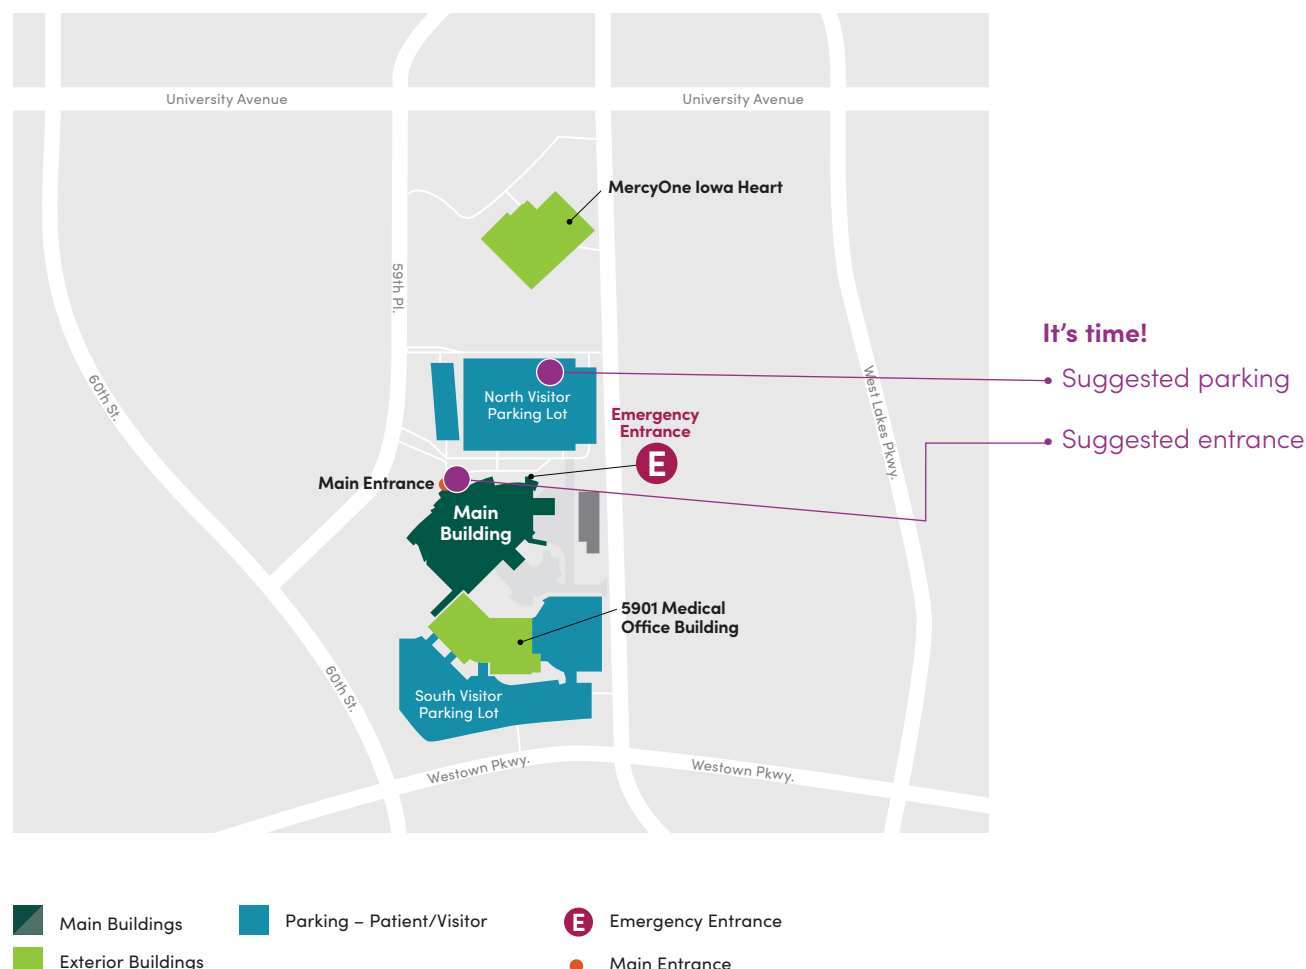 University Avenue
University Avenue
MercyOne Iowa Heart
59th Pl.
It's time!
Suggested parking
60th St.
West Lakes Pkwy.
North Visitor
Parking Lot
Emergency
Entrance
E
Suggested entrance
Main Entrance
Main
Building
5901 Medical
Office Building
60th St.
South Visitor
Parking Lot
Westown Pkwy.
Westown Pkwy.
Main Buildings
Parking – Patient/Visitor
E
Emergency Entrance
Exterior Buildings
Main Entrance